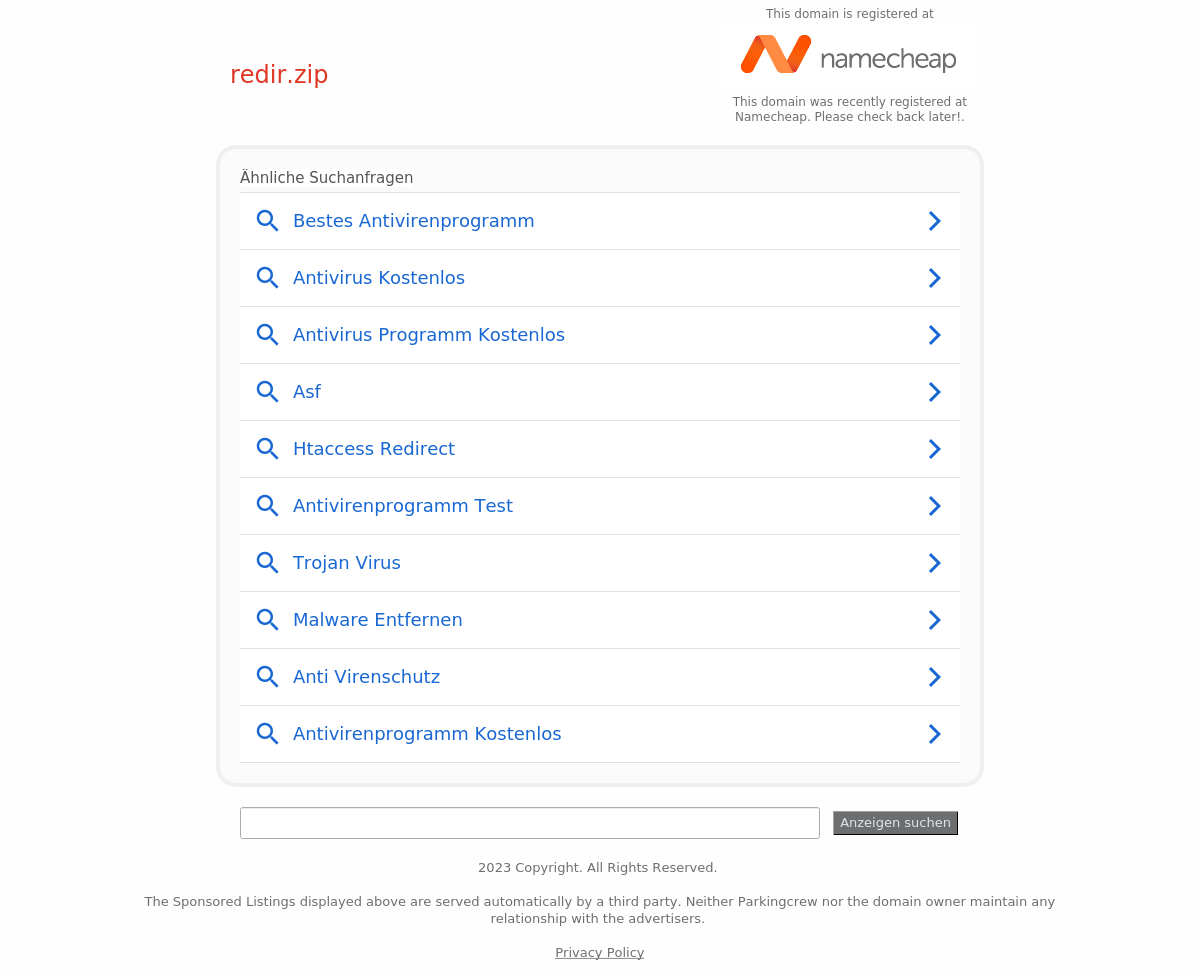 This domain is registered at
namecheap
redir.zip
This domain was recently registered at
Namecheap. Please check back later!.
Ähnliche Suchanfragen
Bestes Antivirenprogramm
Antivirus Kostenlos
Antivirus Programm Kostenlos
Asf
Htaccess Redirect
Antivirenprogramm Test
Trojan Virus
Malware Entfernen
Anti Virenschutz
Antivirenprogramm Kostenlos
Anzeigen suchen
2023 Copyright. All Rights Reserved.
The Sponsored Listings displayed above are served automatically by a third party. Neither Parkingcrew nor the domain owner maintain any
relationship with the advertisers.
Privacy Policy